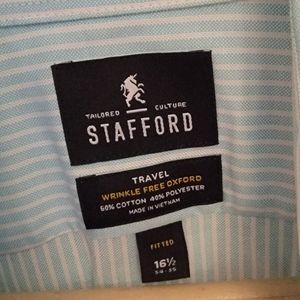 TAILORED CULTURE
STAFFORD
TRAVEL
WRINKLE FREE OXFORD
60% COTTON 40% POLYESTER
MADE IN VIETNAM
FITTED
16½
34-35